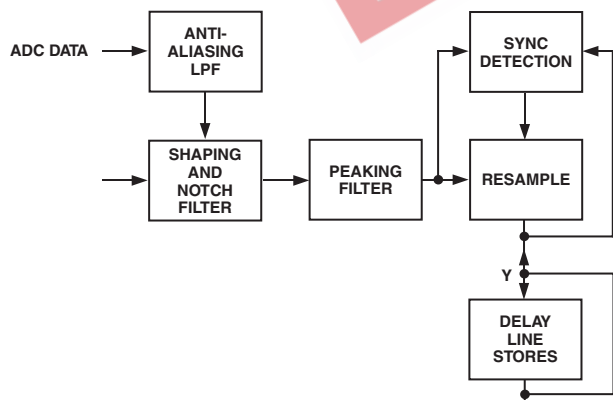 ADC DATA
ANTI-
ALIASING
LPF
SYNC
DETECTION
SHAPING
AND
NOTCH
FILTER
PEAKING
FILTER
RESAMPLE
Y
DELAY
LINE
STORES